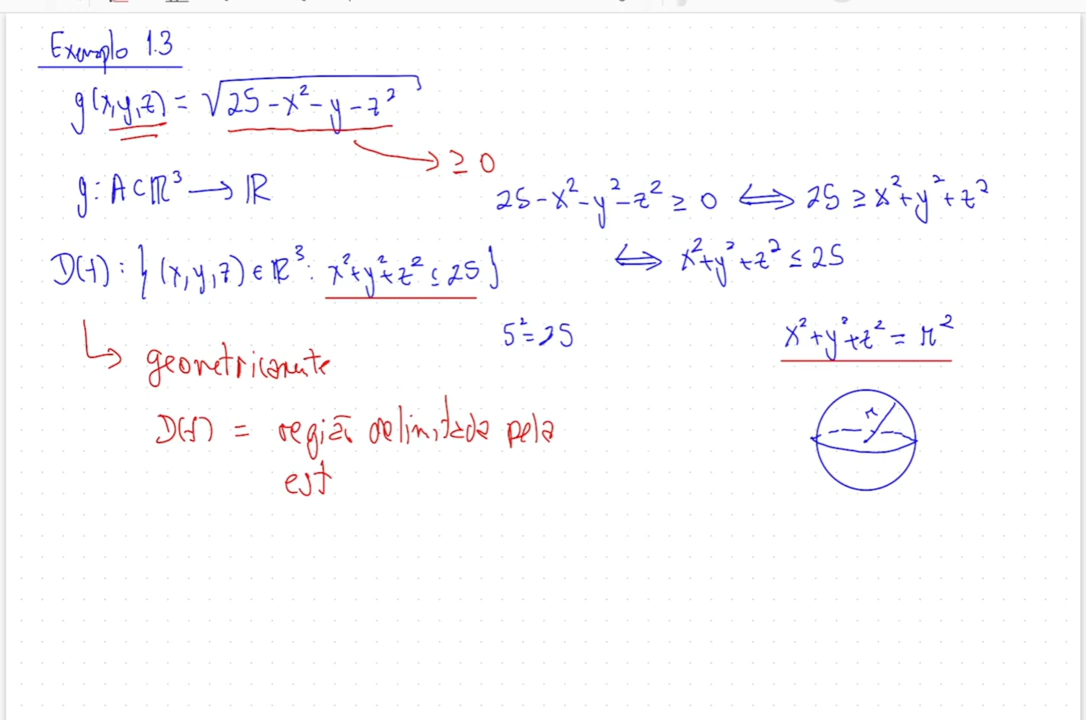 Exemplo 1.3
g(x,y,z) = √25 - x² - y - z²
≥ 0
g: A ⊂ ℝ³ → ℝ
25 - x² - y² - z² ≥ 0 ⟺ 25 ≥ x² + y² + z²
D(f): { (x,y,z) ∈ ℝ³: x² + y² + z² ≤ 25 }
⟺ x² + y² + z² ≤ 25
5² = 25
x² + y² + z² = r²
↳ geometricamente
D(f) = região delimitada pela
esf
r